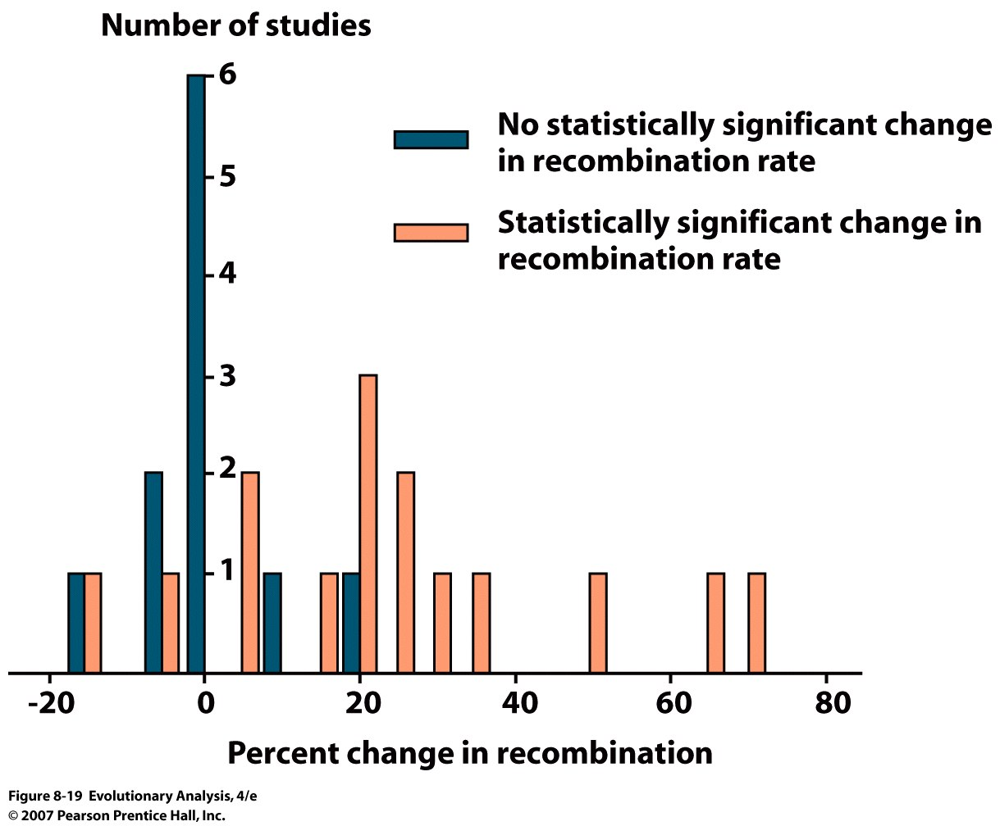 Number of studies
6
5
4
3
2
1
No statistically significant change
in recombination rate
Statistically significant change in
recombination rate
-20 0 20 40 60 80
Percent change in recombination
Figure 8-19 Evolutionary Analysis, 4/e
© 2007 Pearson Prentice Hall, Inc.